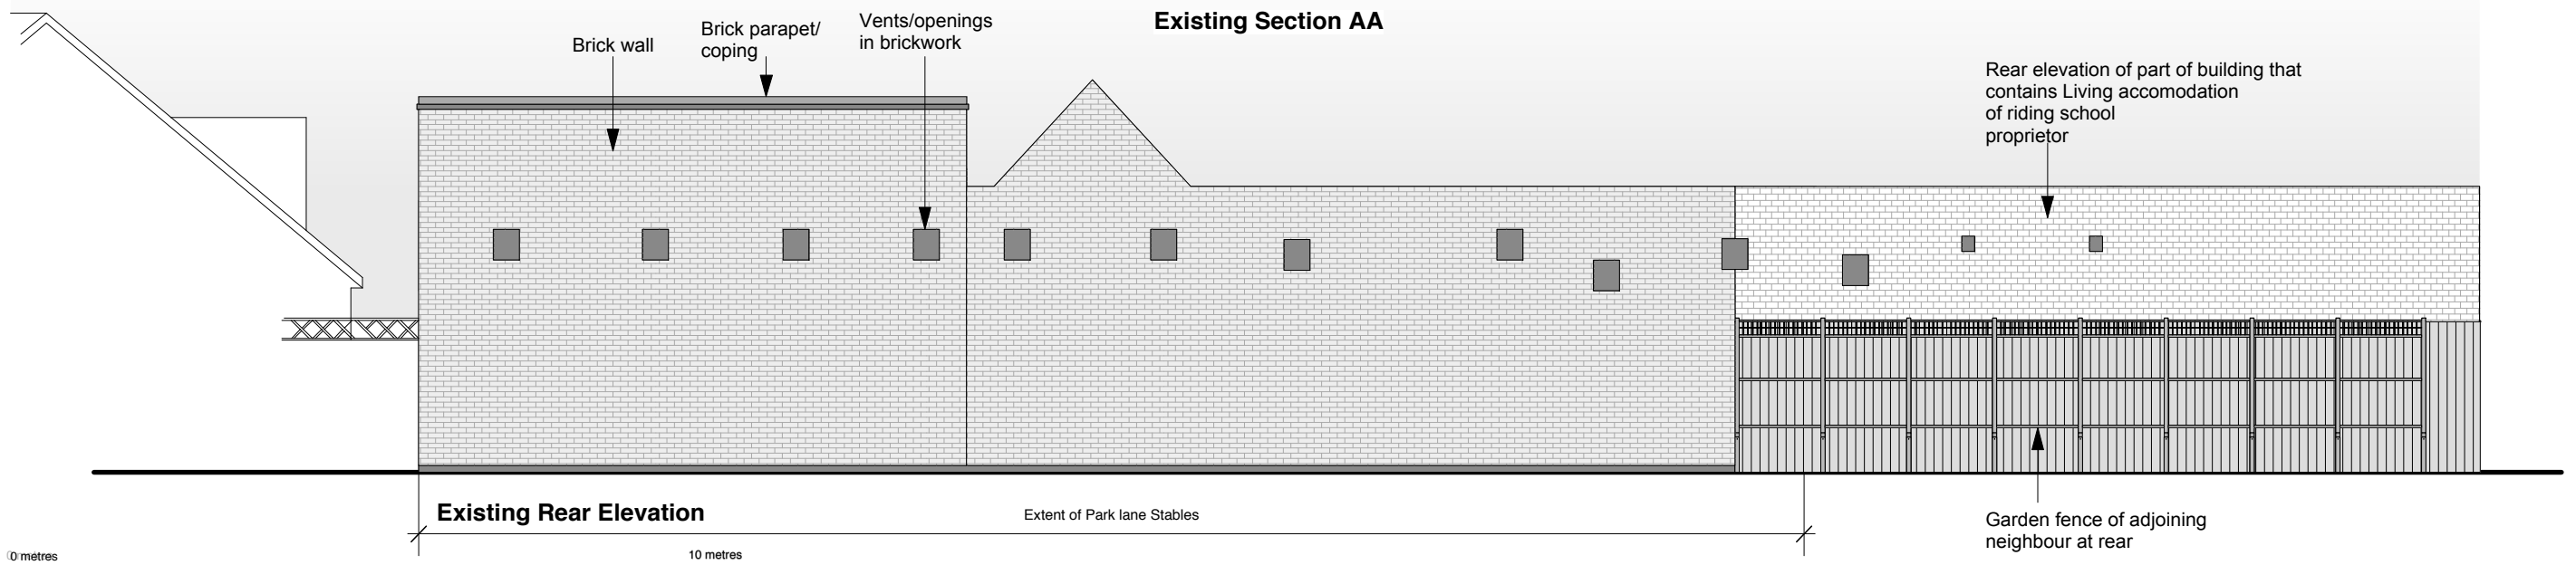 Existing Section AA
Brick wall
Brick parapet/
coping
Vents/openings
in brickwork
Rear elevation of part of building that
contains Living accomodation
of riding school
proprietor
Existing Rear Elevation
Extent of Park lane Stables
Garden fence of adjoining
neighbour at rear
0 metres
10 metres